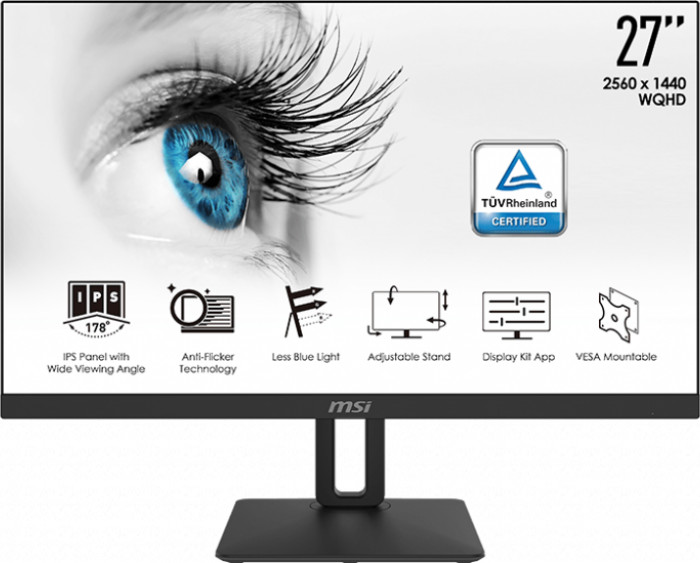 27"
2560 x 1440
WQHD
TÜVRheinland
®
CERTIFIED
IPS
178°
IPS Panel with
Wide Viewing Angle
Anti-Flicker
Technology
Less Blue Light
Adjustable Stand
Display Kit App
VESA Mountable
msi